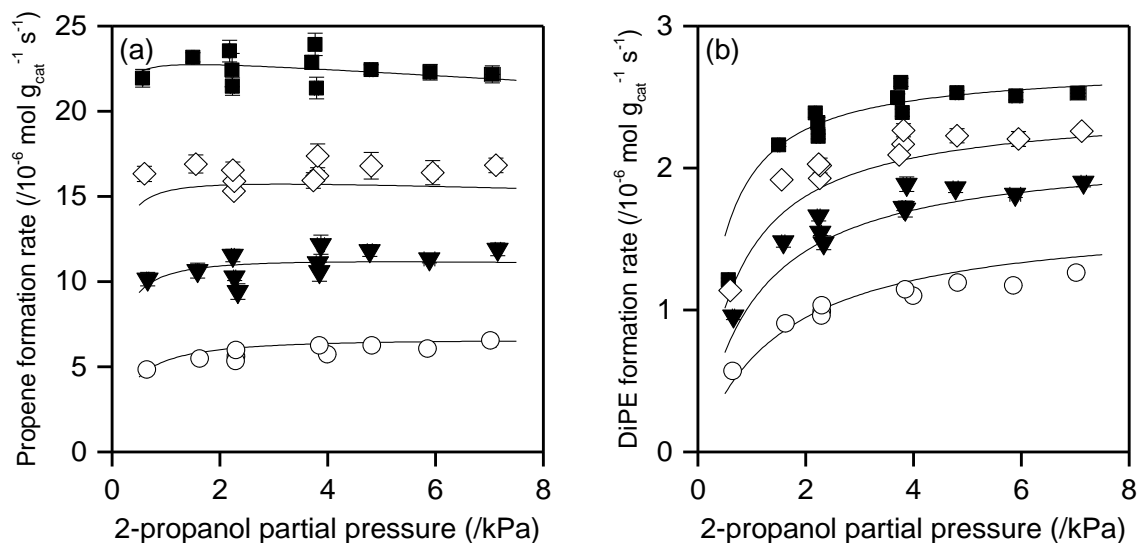 (a)
Propene formation rate (/10⁻⁶ mol g_cat⁻¹ s⁻¹)
25
20
15
10
5
0
0 2 4 6 8
2-propanol partial pressure (/kPa)
(b)
DiPE formation rate (/10⁻⁶ mol g_cat⁻¹ s⁻¹)
3
2
1
0
0 2 4 6 8
2-propanol partial pressure (/kPa)